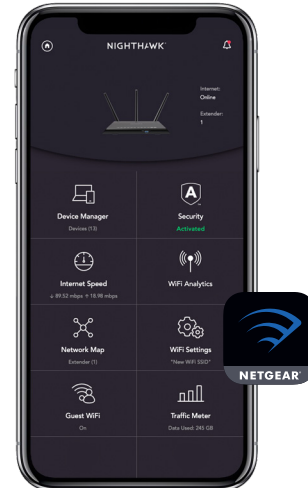 NIGHTHAWK
Internet:
Online
Extender:
1
Device Manager
Devices (13)
Security
Activated
Internet Speed
↓ 89.52 mbps ↑ 18.98 mbps
WiFi Analytics
Network Map
Extender (1)
WiFi Settings
"New WiFi SSID"
NETGEAR
Guest WiFi
On
Traffic Meter
Data Used: 245 GB